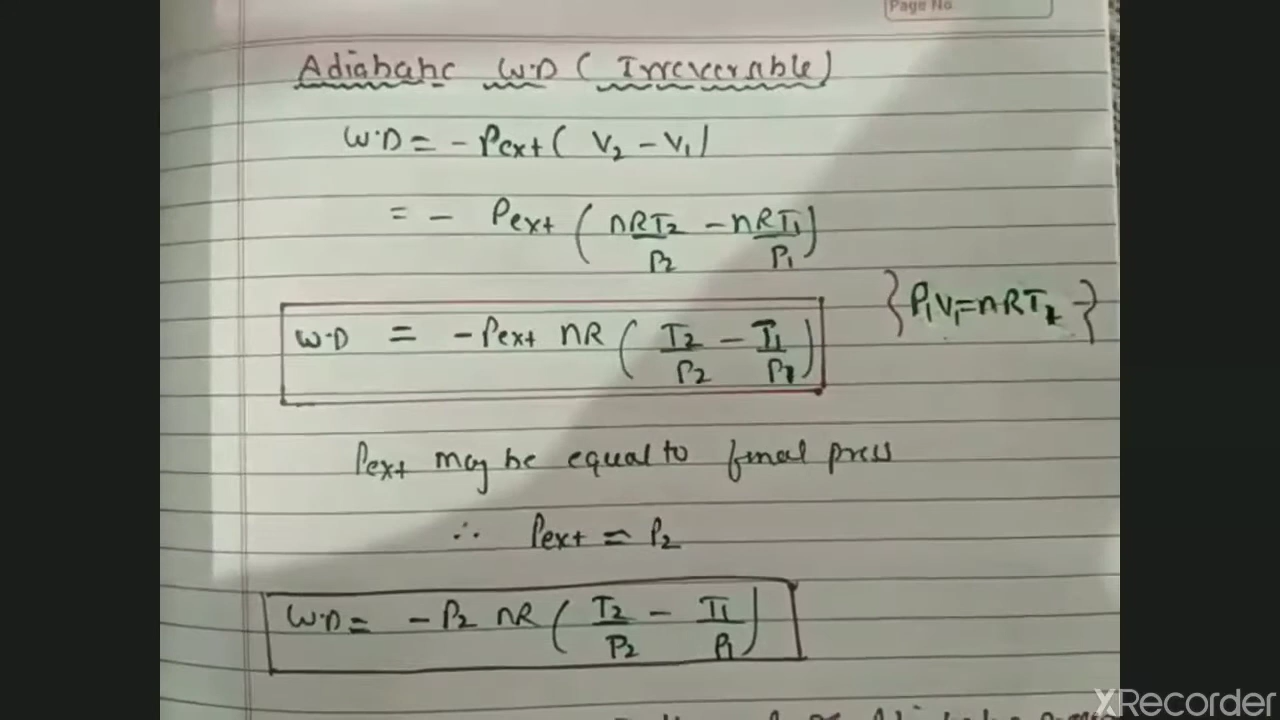 Page No.
Adiabatic W.D (Irreversable)
W.D = - Pext ( V2 - V1)
= - Pext ( nRT2/P2 - nRT1/P1 )
{ P1V1 = nRT1 }
W.D = - Pext nR ( T2/P2 - T1/P1 )
Pext may be equal to final press
∴ Pext = P2
W.D = - P2 nR ( T2/P2 - T1/P1 )
XRecorder